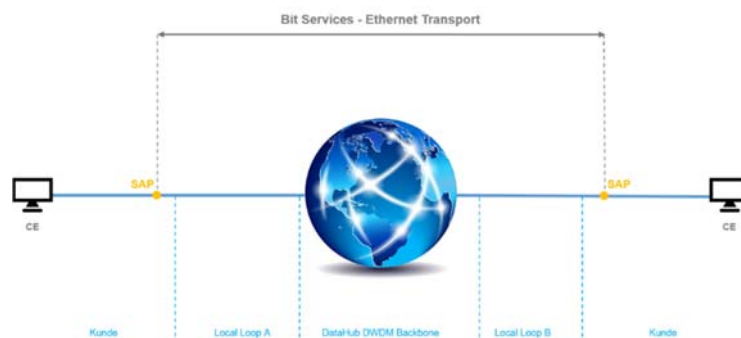 Bit Services - Ethernet Transport
SAP
SAP
CE
CE
Kunde
Local Loop A
DataHub DWDM Backbone
Local Loop B
Kunde